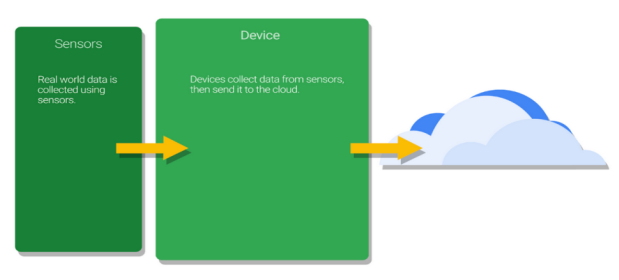 Sensors
Real world data is
collected using
sensors.
Device
Devices collect data from sensors,
then send it to the cloud.